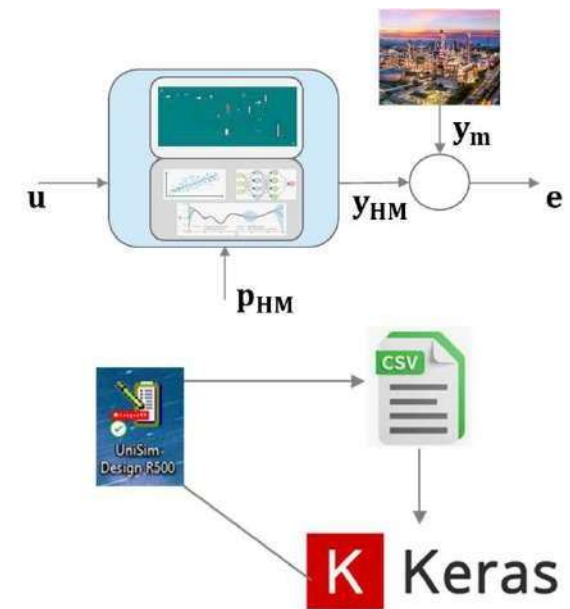 y_m
u
y_HM
e
p_HM
CSV
UniSim
Design R500
K Keras